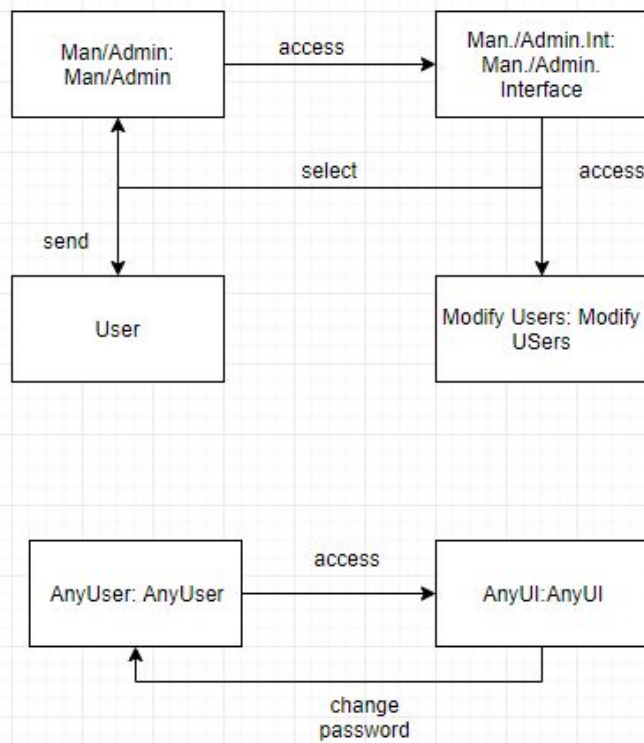 Man/Admin:
Man/Admin
access
Man./Admin.Int:
Man./Admin.
Interface
select
access
send
User
Modify Users: Modify
USers
AnyUser: AnyUser
access
AnyUI:AnyUI
change
password